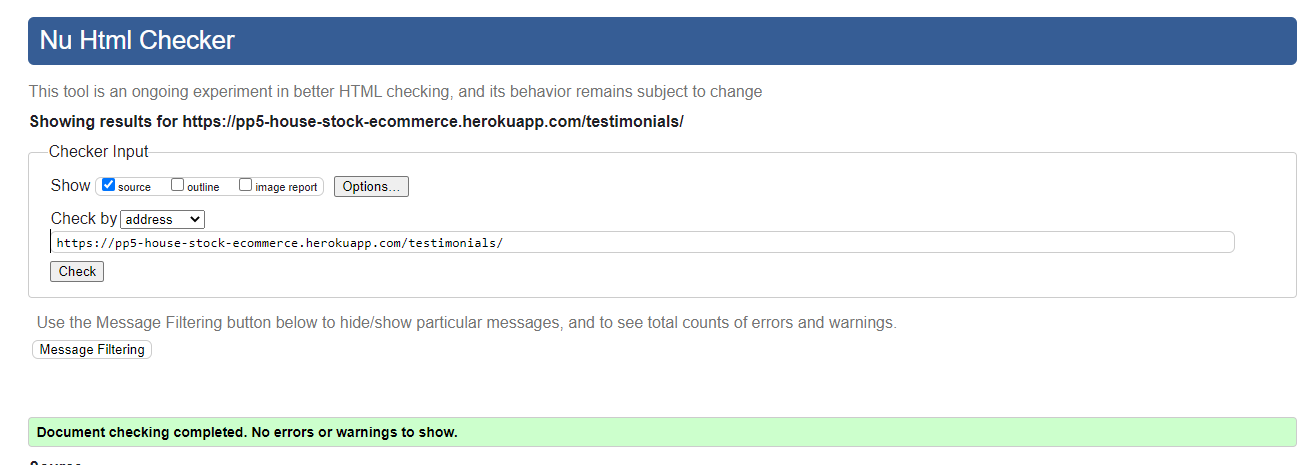 Nu Html Checker
This tool is an ongoing experiment in better HTML checking, and its behavior remains subject to change
Showing results for https://pp5-house-stock-ecommerce.herokuapp.com/testimonials/
Checker Input
Show source outline image report Options...
Check by address
https://pp5-house-stock-ecommerce.herokuapp.com/testimonials/
Check
Use the Message Filtering button below to hide/show particular messages, and to see total counts of errors and warnings.
Message Filtering
Document checking completed. No errors or warnings to show.